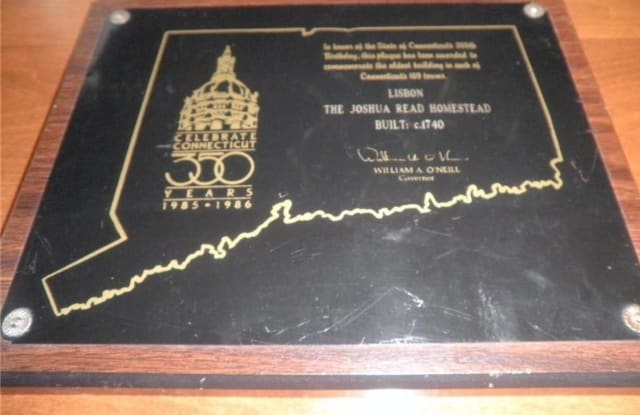 In honor of the State of Connecticut's 350th
Birthday, this plaque has been awarded to
commemorate the oldest building in each of
Connecticut's 169 towns.
LISBON
THE JOSHUA READ HOMESTEAD
BUILT: c.1740
WILLIAM A. O'NEILL
Governor
CELEBRATE
CONNECTICUT
350
YEARS
1985 • 1986